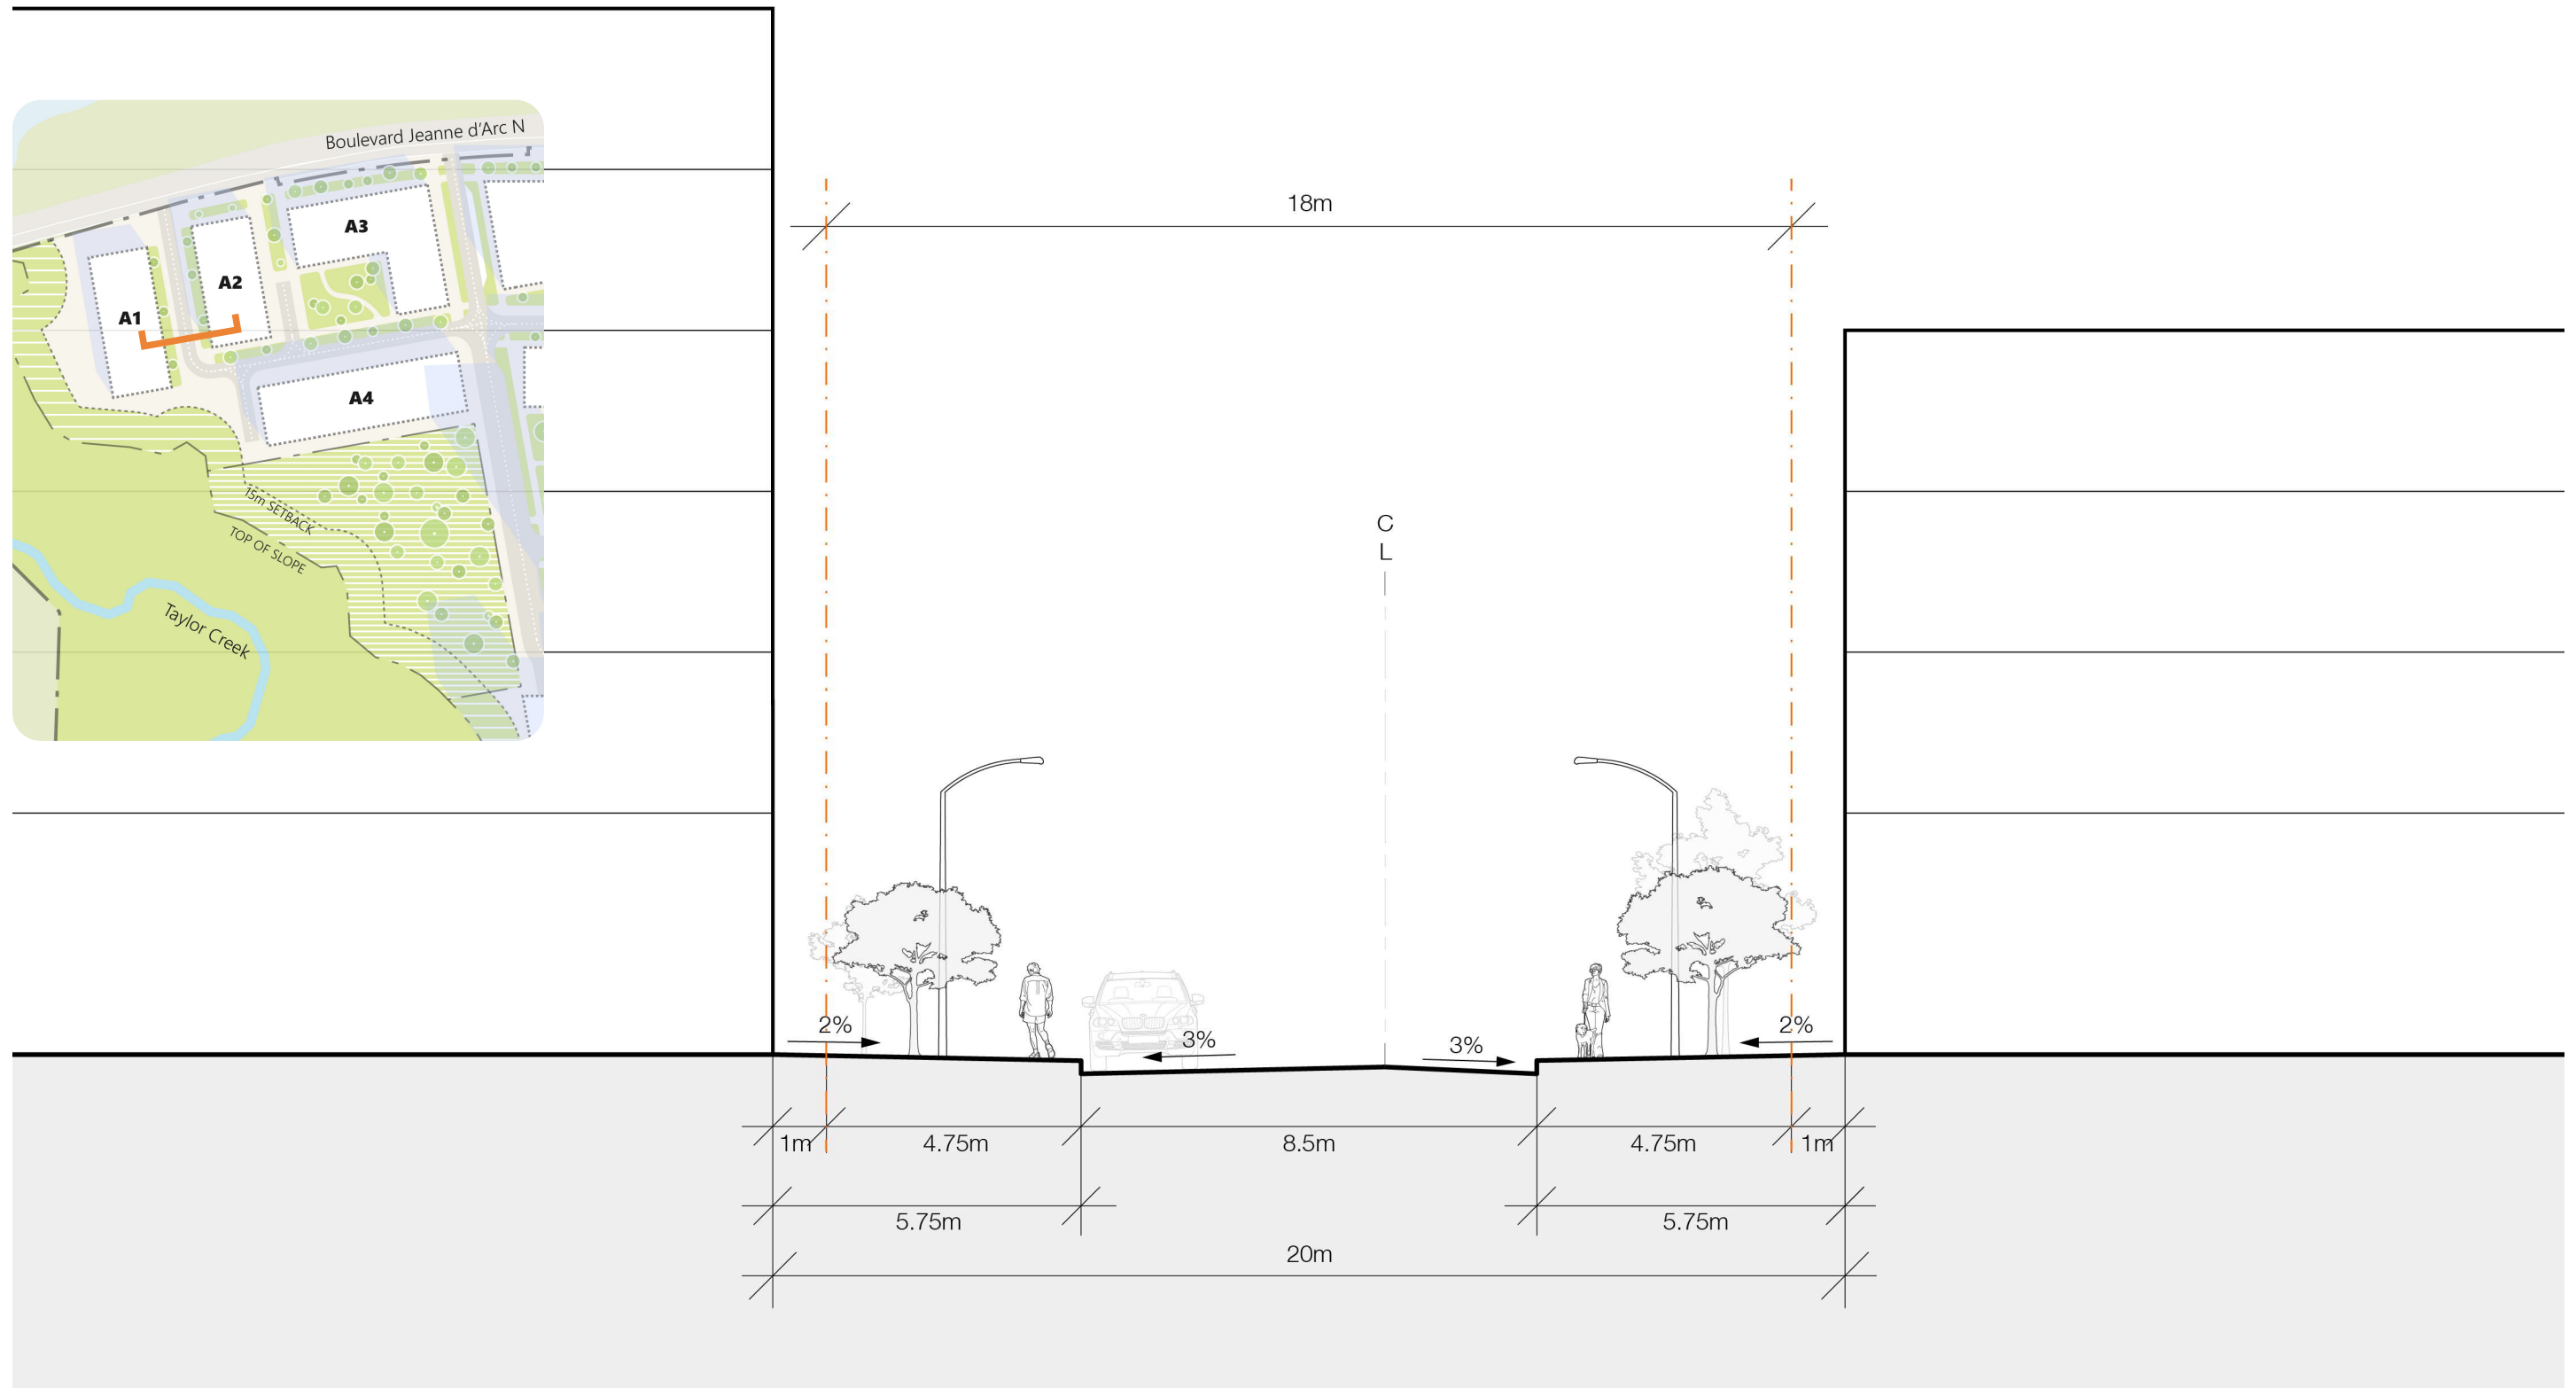 Boulevard Jeanne d'Arc N
A3
A2
A1
A4
15m SETBACK
TOP OF SLOPE
Taylor Creek
18m
C
L
2%
3%
3%
2%
1m
4.75m
8.5m
4.75m
1m
5.75m
5.75m
20m